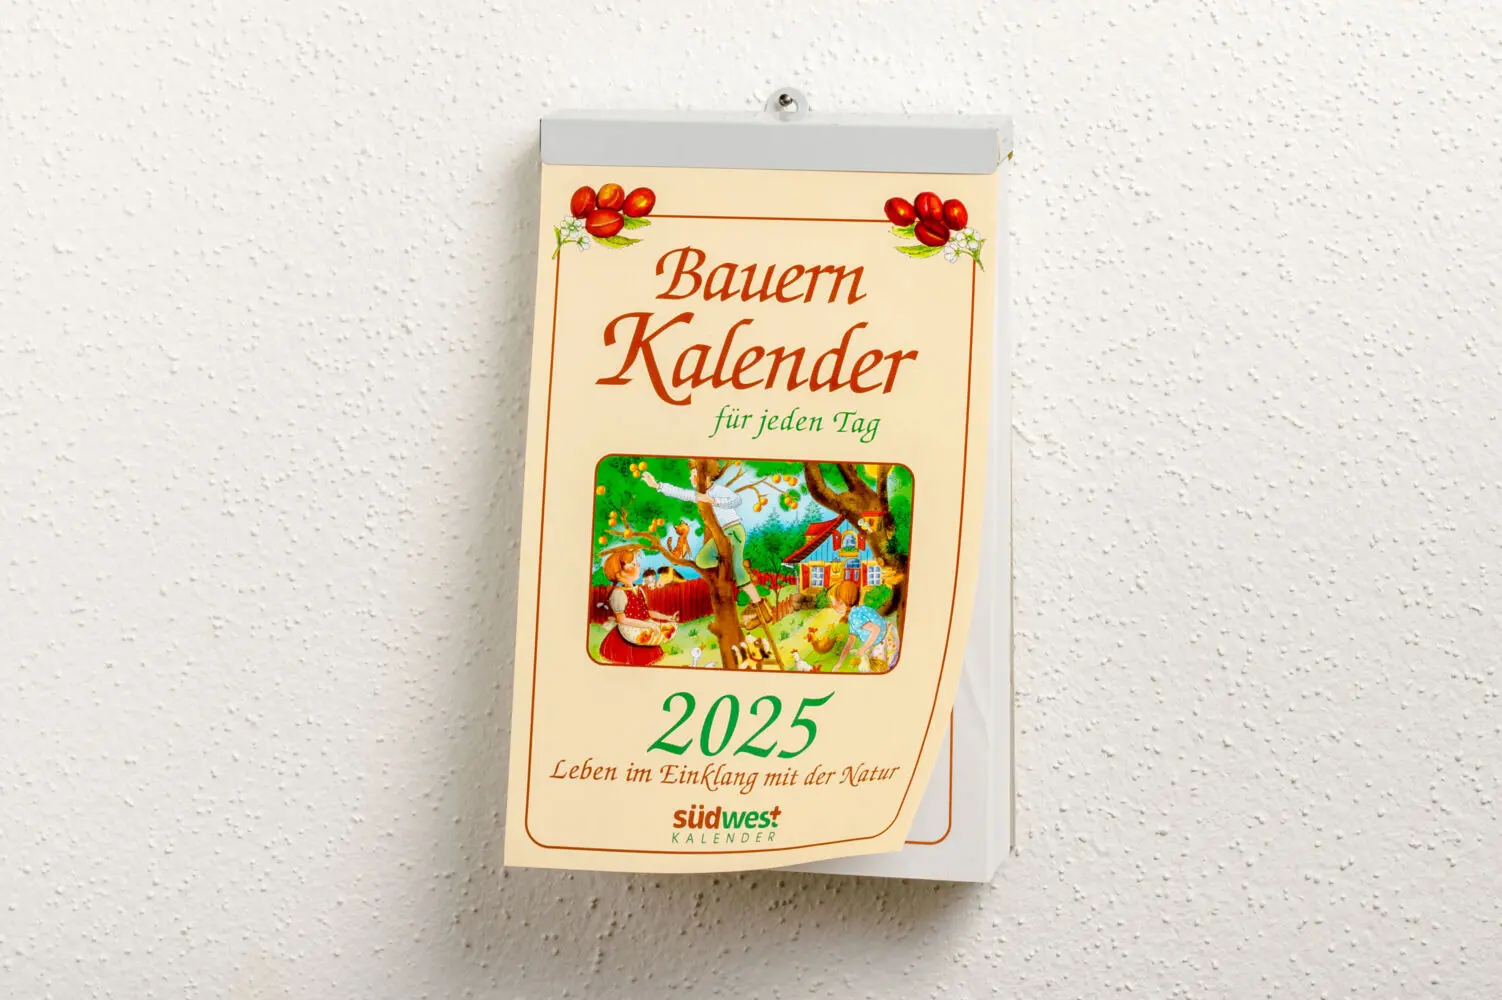 Bauern
Kalender
für jeden Tag
2025
Leben im Einklang mit der Natur
südwest
KALENDER